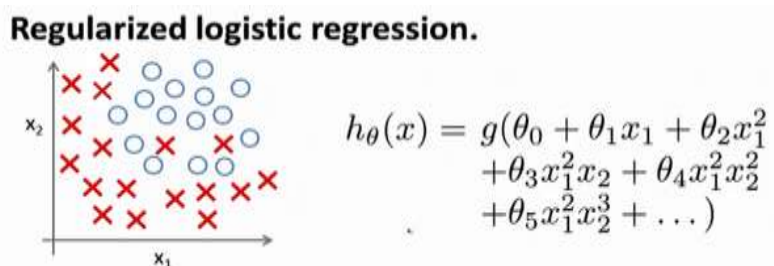 Regularized logistic regression.
x₂
x₁
h_θ(x) = g(θ₀ + θ₁x₁ + θ₂x₁²
+θ₃x₁²x₂ + θ₄x₁²x₂²
+θ₅x₁²x₂³ + . . . )